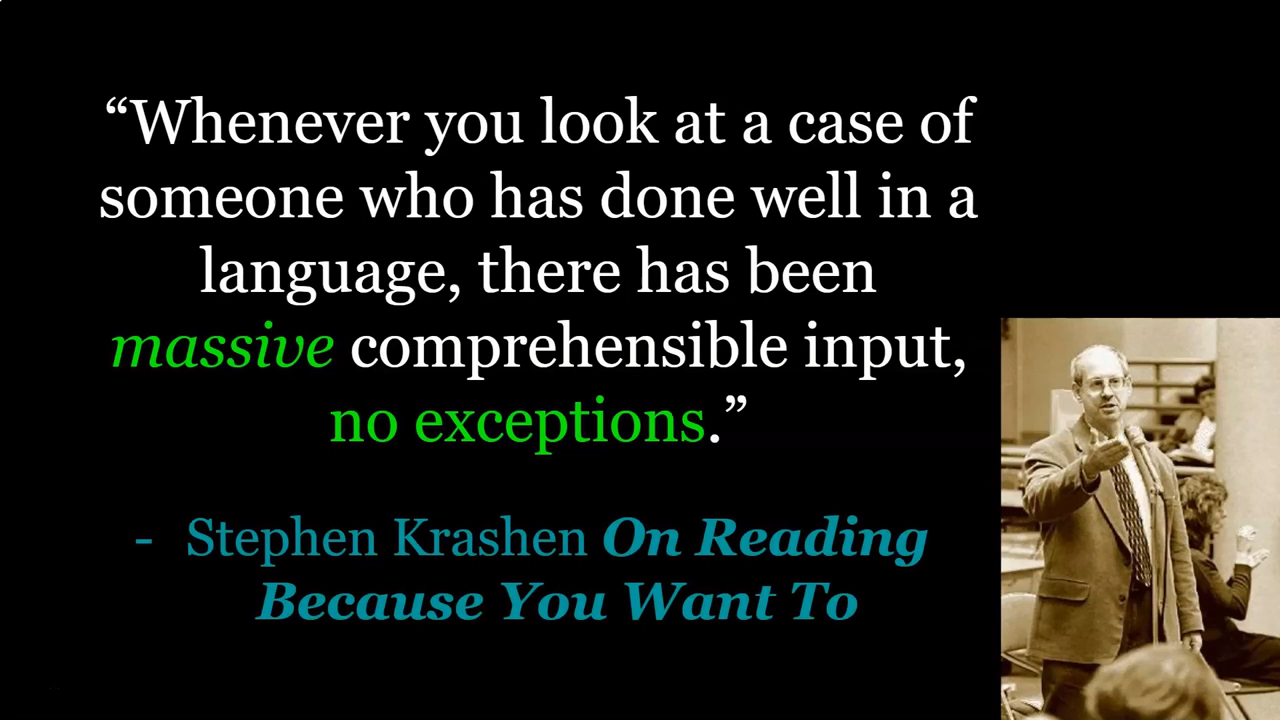 “Whenever you look at a case of
someone who has done well in a
language, there has been
massive comprehensible input,
no exceptions.”
- Stephen Krashen On Reading
Because You Want To